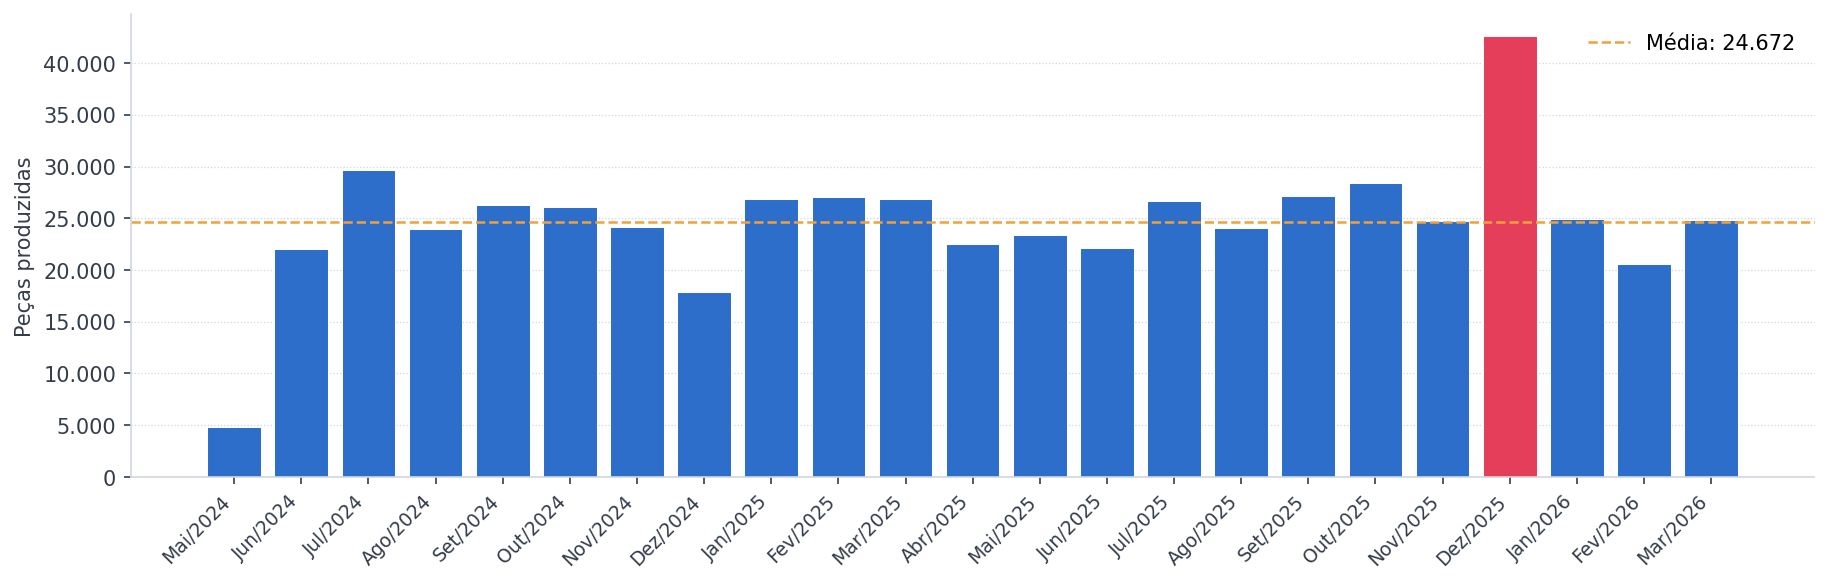 Média: 24.672
Peças produzidas
40.000
35.000
30.000
25.000
20.000
15.000
10.000
5.000
0
Mai/2024
Jun/2024
Jul/2024
Ago/2024
Set/2024
Out/2024
Nov/2024
Dez/2024
Jan/2025
Fev/2025
Mar/2025
Abr/2025
Mai/2025
Jun/2025
Jul/2025
Ago/2025
Set/2025
Out/2025
Nov/2025
Dez/2025
Jan/2026
Fev/2026
Mar/2026